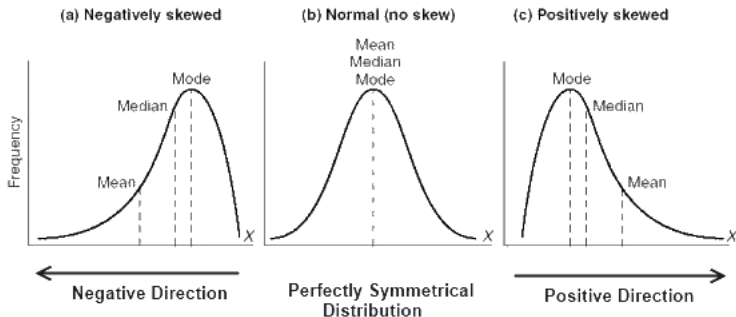 (a) Negatively skewed
(b) Normal (no skew)
(c) Positively skewed
Frequency
Mode
Median
Mean
X
Mean
Median
Mode
X
Mode
Median
Mean
X
Negative Direction
Perfectly Symmetrical
Distribution
Positive Direction